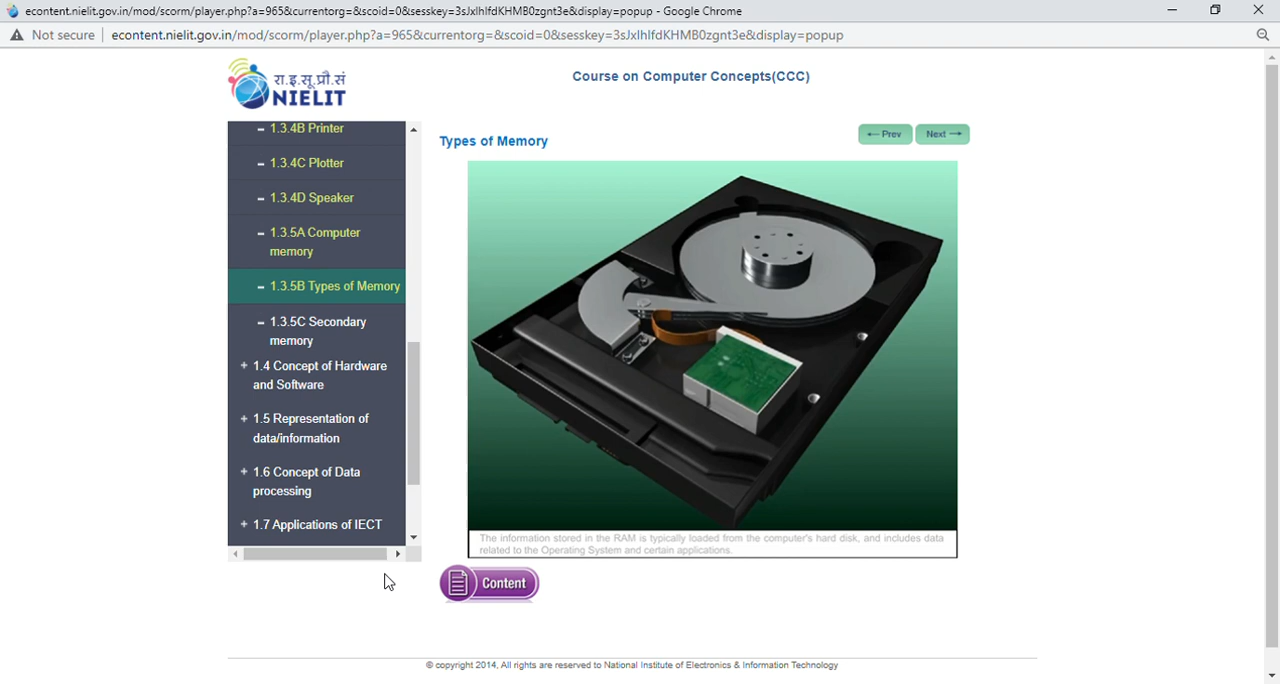 econtent.nielit.gov.in/mod/scorm/player.php?a=965&currentorg=&scoid=0&sesskey=3sJxlhlfdKHMB0zgnt3e&display=popup - Google Chrome
Not secure
econtent.nielit.gov.in/mod/scorm/player.php?a=965&currentorg=&scoid=0&sesskey=3sJxlhlfdKHMB0zgnt3e&display=popup
रा.इ.सू.प्रौ.सं
NIELIT
Course on Computer Concepts(CCC)
1.3.4B Printer
1.3.4C Plotter
1.3.4D Speaker
1.3.5A Computer
memory
1.3.5B Types of Memory
1.3.5C Secondary
memory
+ 1.4 Concept of Hardware
and Software
+ 1.5 Representation of
data/information
+ 1.6 Concept of Data
processing
+ 1.7 Applications of IECT
Types of Memory
← Prev
Next →
The information stored in the RAM is typically loaded from the computer's hard disk, and includes data
related to the Operating System and certain applications.
Content
© copyright 2014, All rights are reserved to National Institute of Electronics & Information Technology